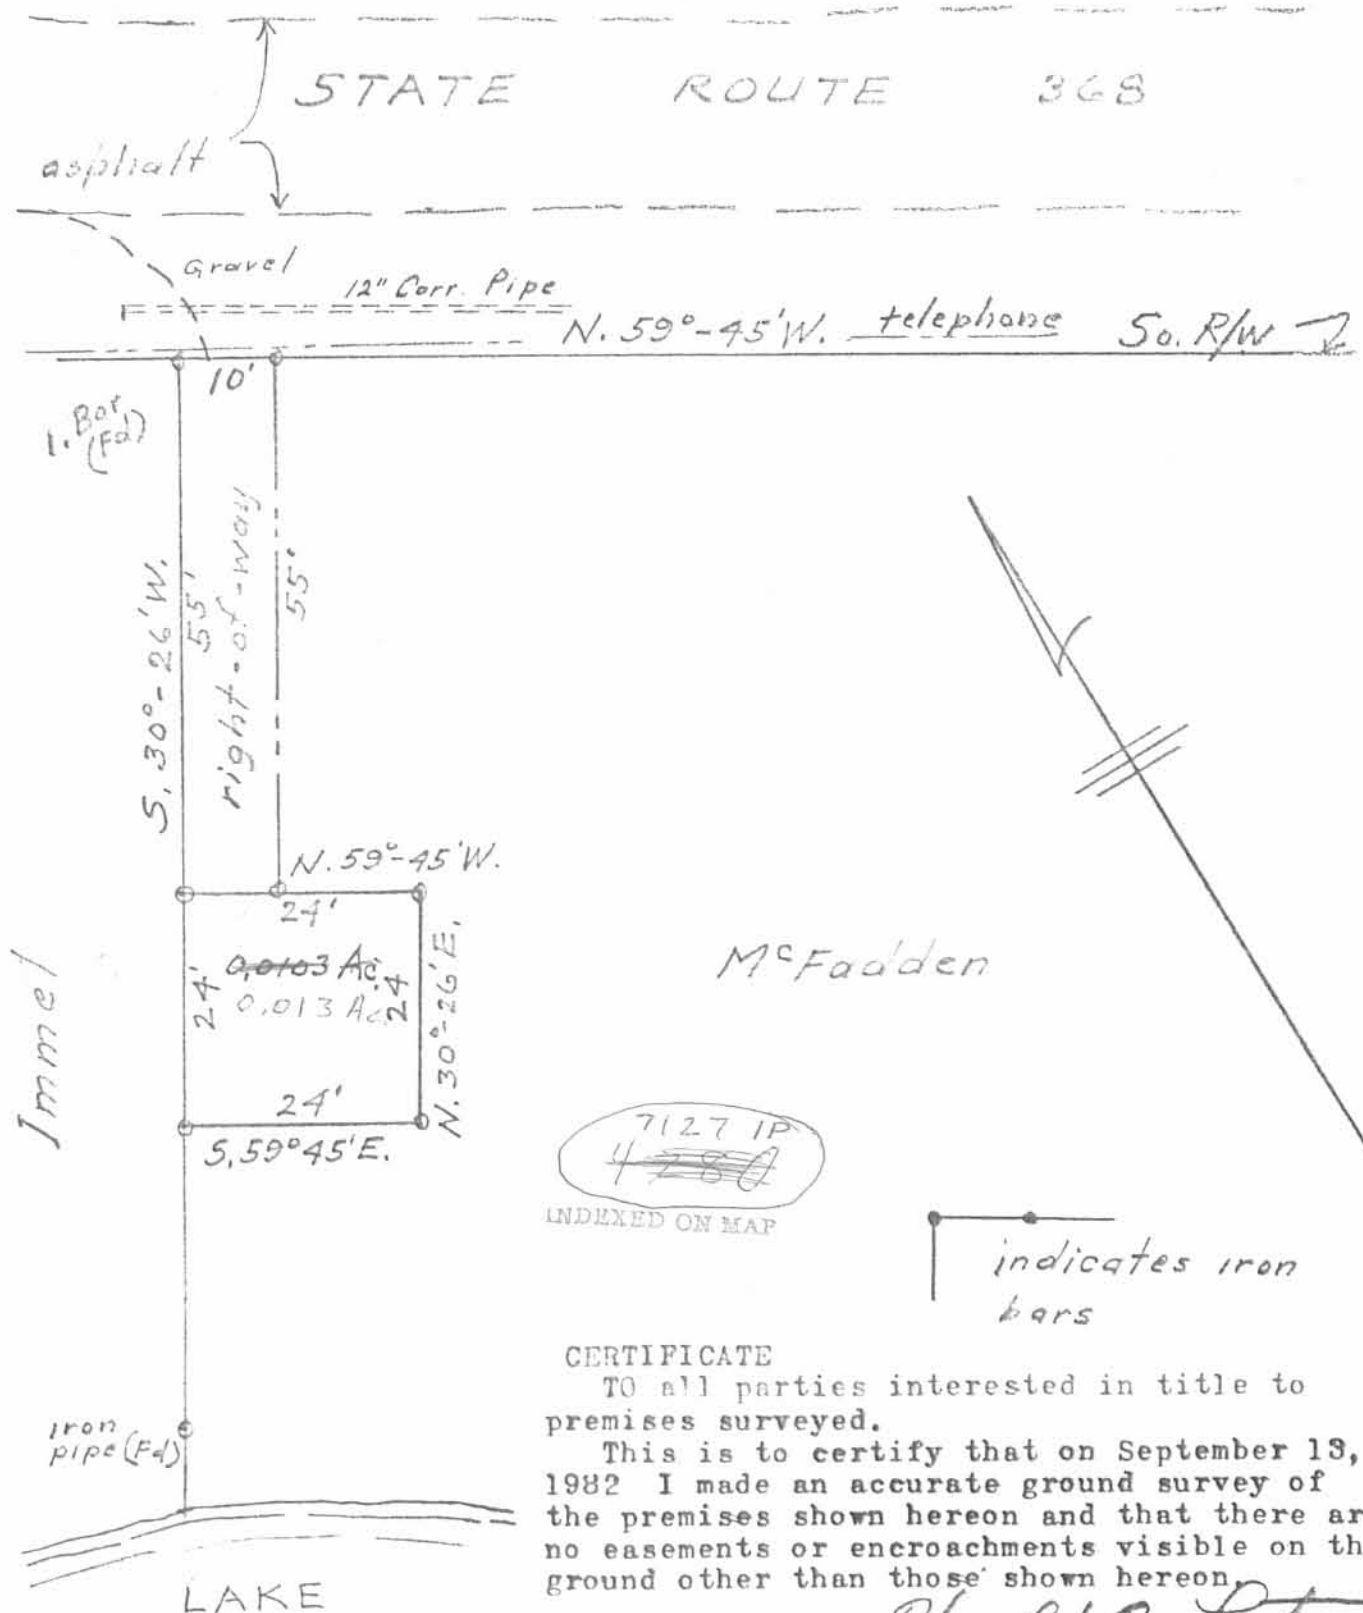 STATE ROUTE 368
asphalt
Gravel
12" Corr. Pipe
N. 59°-45'W. telephone So. R/W
10'
I. Bar
(Fd)
S. 30°-26'W.
55'
right-of-way
55'
N. 59°-45'W.
24'
0.0103 Ac.
0.013 Ac.
24'
24
N. 30°-26'E.
24'
S. 59°45'E.
Immel
McFadden
7127 IP
4280
INDEXED ON MAP
indicates iron
bars
iron
pipe (Fd)
LAKE
CERTIFICATE
TO all parties interested in title to
premises surveyed.
This is to certify that on September 13,
1982 I made an accurate ground survey of
the premises shown hereon and that there ar
no easements or encroachments visible on th
ground other than those shown hereon.